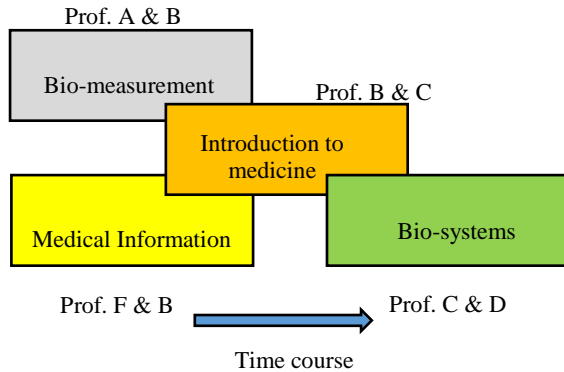 Prof. A & B
Bio-measurement
Prof. B & C
Introduction to
medicine
Medical Information
Bio-systems
Prof. F & B
Prof. C & D
Time course